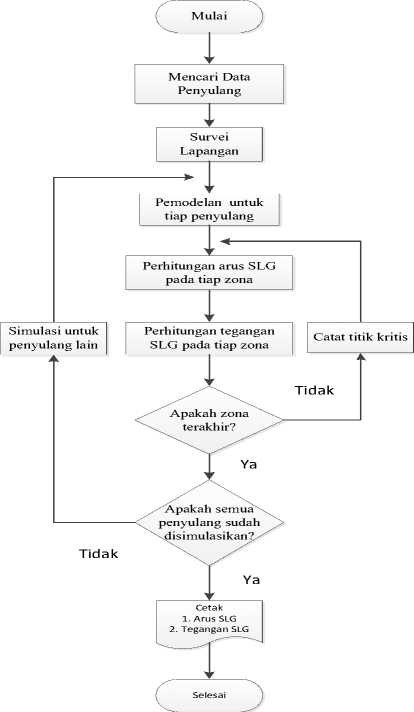 Mulai
Mencari Data
Penyulang
Survei
Lapangan
Pemodelan untuk
tiap penyulang
Perhitungan arus SLG
pada tiap zona
Simulasi untuk
penyulang lain
Perhitungan tegangan
SLG pada tiap zona
Catat titik kritis
Tidak
Apakah zona
terakhir?
Ya
Apakah semua
penyulang sudah
disimulasikan?
Tidak
Ya
Cetak
1. Arus SLG
2. Tegangan SLG
Selesai